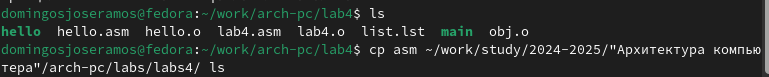 domingosjoseramos@fedora:~/work/arch-pc/lab4$ ls
hello  hello.asm  hello.o  lab4.asm  lab4.o  list.lst  main  obj.o
domingosjoseramos@fedora:~/work/arch-pc/lab4$ cp asm ~/work/study/2024-2025/"Архитектура компью
тера"/arch-pc/labs/labs4/ ls